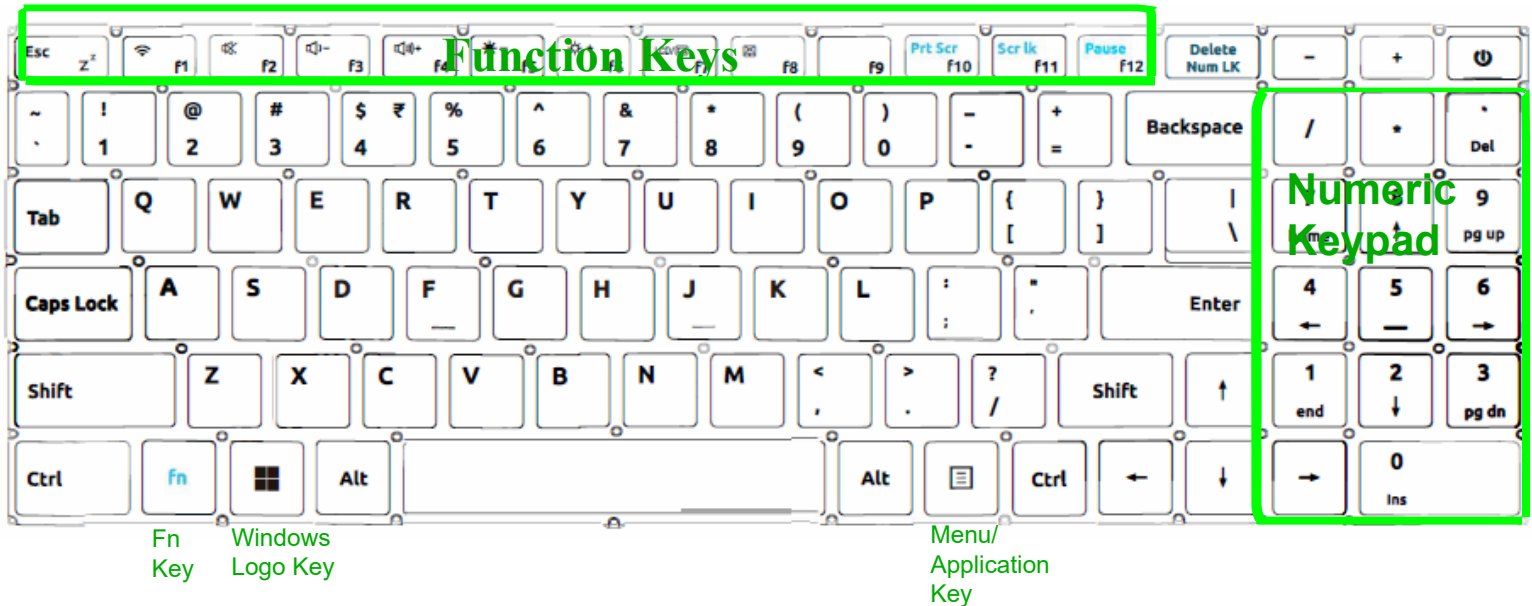 Esc zᶻ f1 f2 f3 f4 Function Keys f7 f8 f9 Prt Scr f10 Scr lk f11 Pause f12 Delete Num LK - +
~ ` ! 1 @ 2 # 3 $ ₹ 4 % 5 ^ 6 & 7 * 8 ( 9 ) 0 _ - + = Backspace / * . Del
Tab Q W E R T Y U I O P { [ } ] | \ Numeric Keypad 9 pg up
Caps Lock A S D F G H J K L : ; " ' Enter 4 ← 5 6 →
Shift Z X C V B N M < , > . ? / Shift ↑ 1 end 2 ↓ 3 pg dn
Ctrl fn Alt Alt Ctrl ← ↓ → 0 Ins
Fn Windows Menu/
Key Logo Key Application
Key